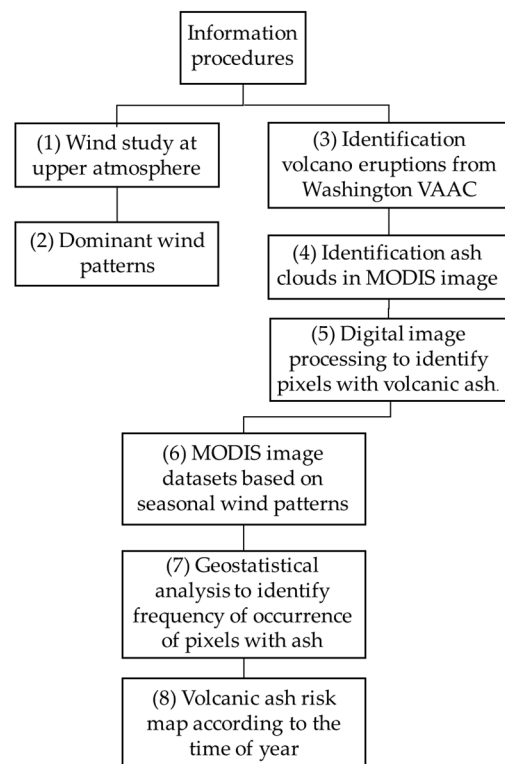 Information
procedures
(1) Wind study at
upper atmosphere
(2) Dominant wind
patterns
(3) Identification
volcano eruptions from
Washington VAAC
(4) Identification ash
clouds in MODIS image
(5) Digital image
processing to identify
pixels with volcanic ash.
(6) MODIS image
datasets based on
seasonal wind patterns
(7) Geostatistical
analysis to identify
frequency of occurrence
of pixels with ash
(8) Volcanic ash risk
map according to the
time of year